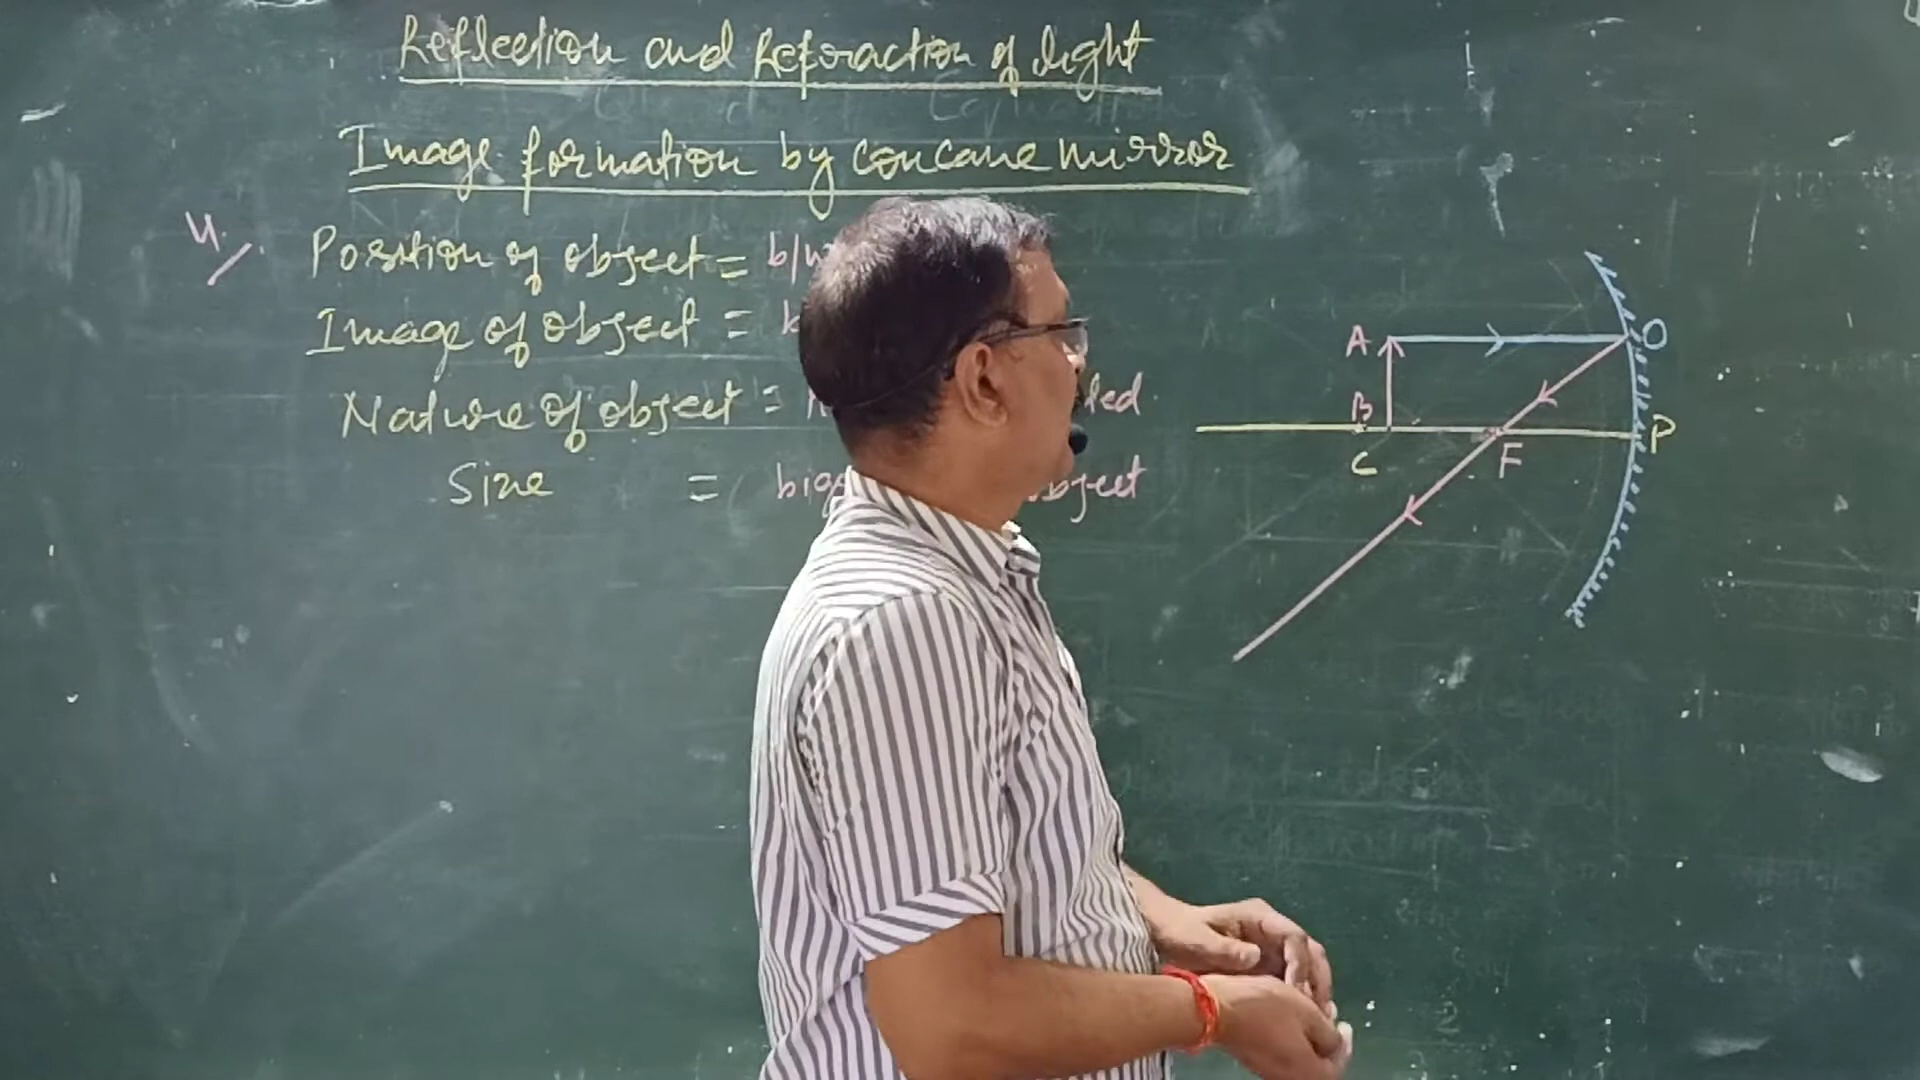 Reflection and Refraction of light
Image formation by concave mirror
4.
Position of object =
Image of object =
Nature of object =
Size =
object
A
O
B
P
C
F